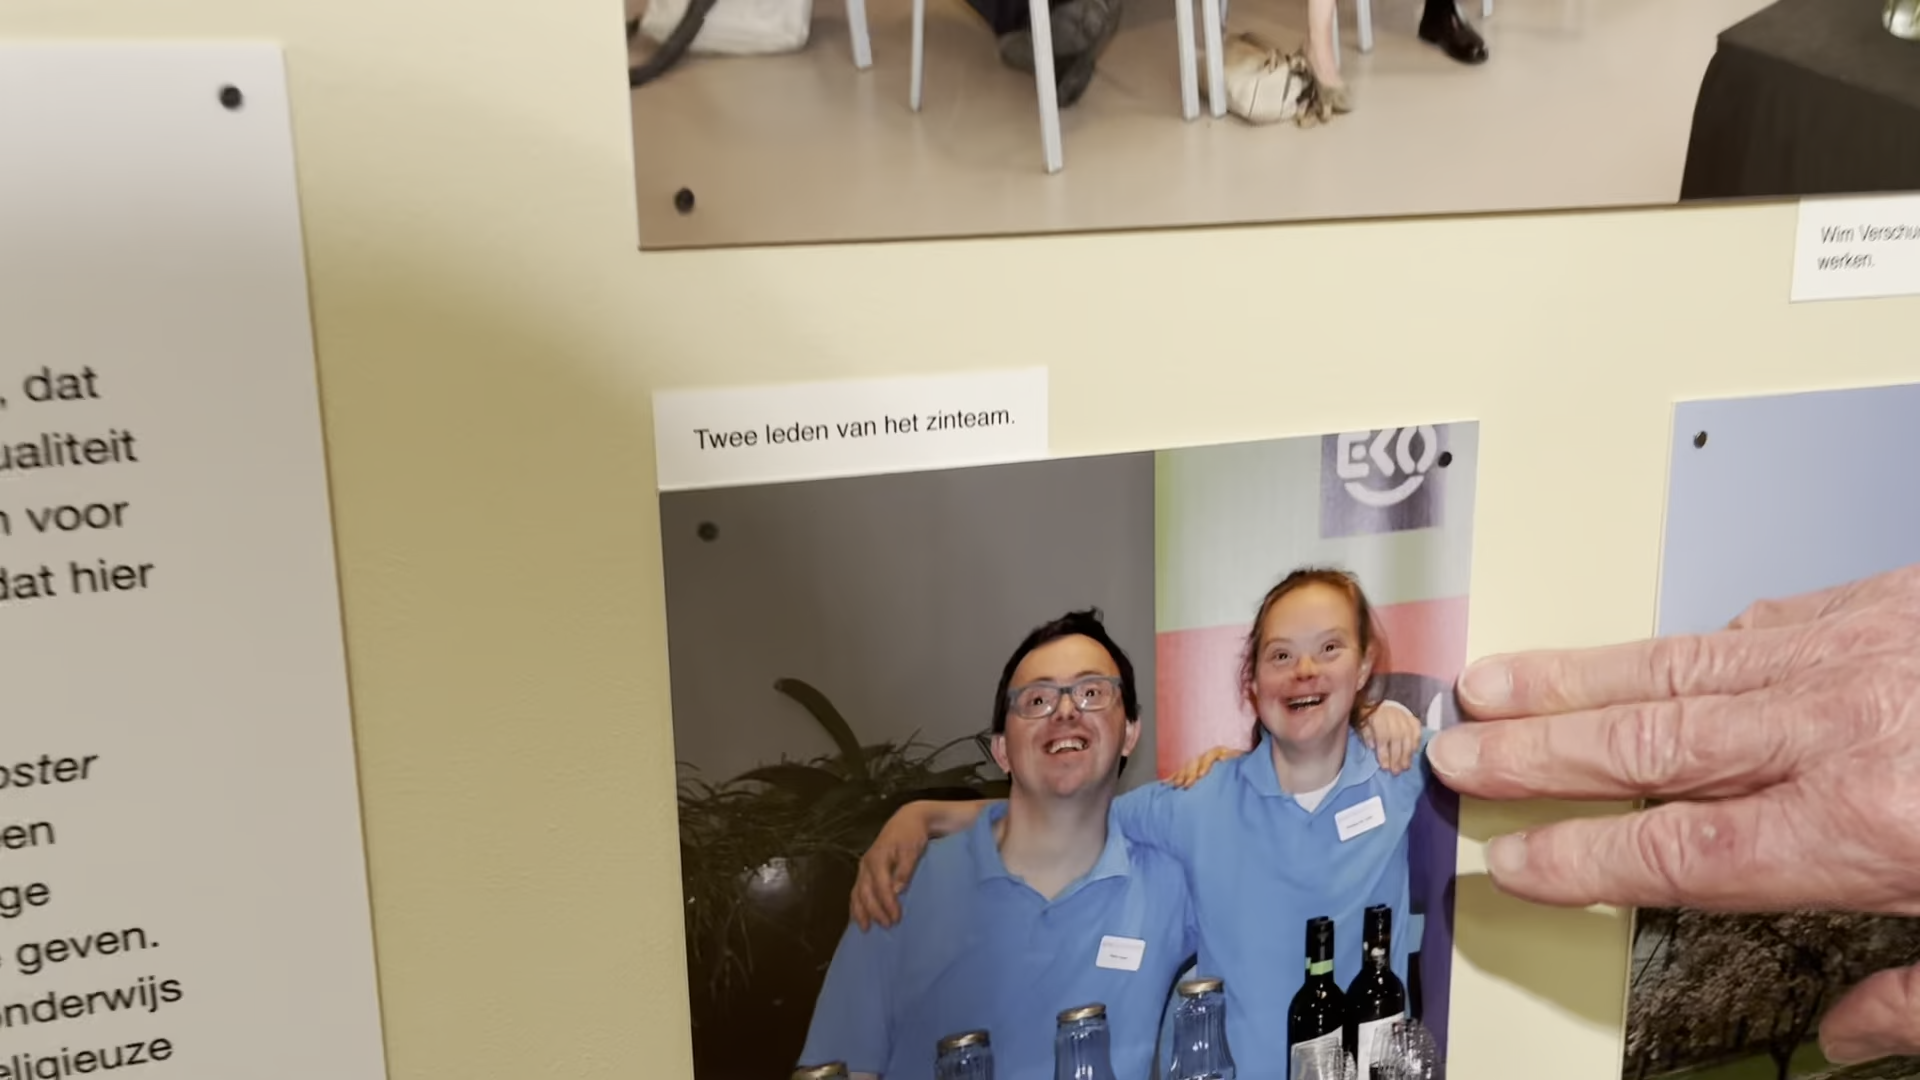 , dat
ualiteit
n voor
dat hier
oster
en
ge
geven.
onderwijs
eligieuze
Wim Verschu
werken.
Twee leden van het zinteam.
EKO